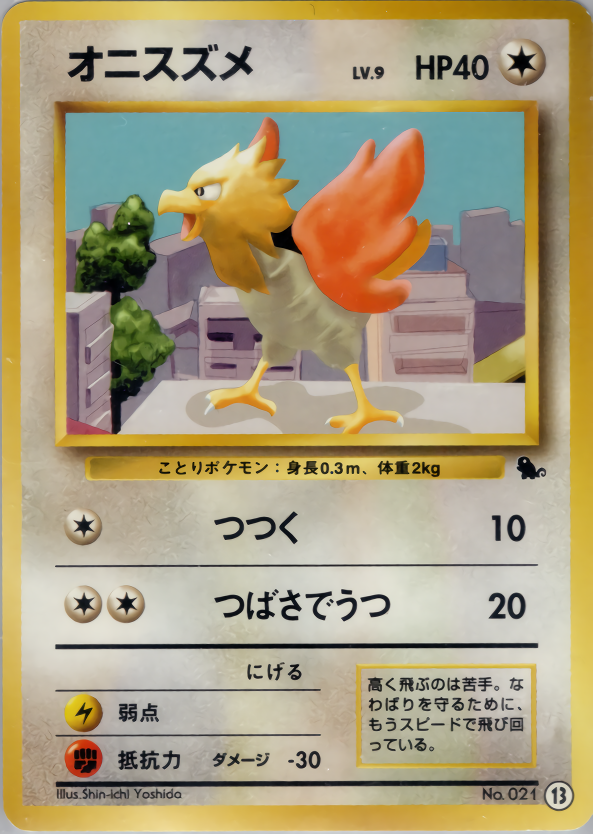 オニスズメ LV.9 HP40
ことりポケモン：身長0.3m、体重2kg
つつく 10
つばさでうつ 20
にげる
弱点
抵抗力 ダメージ -30
高く飛ぶのは苦手。な
わばりを守るために、
もうスピードで飛び回
っている。
Illus.Shin-ichi Yoshida No. 021 13